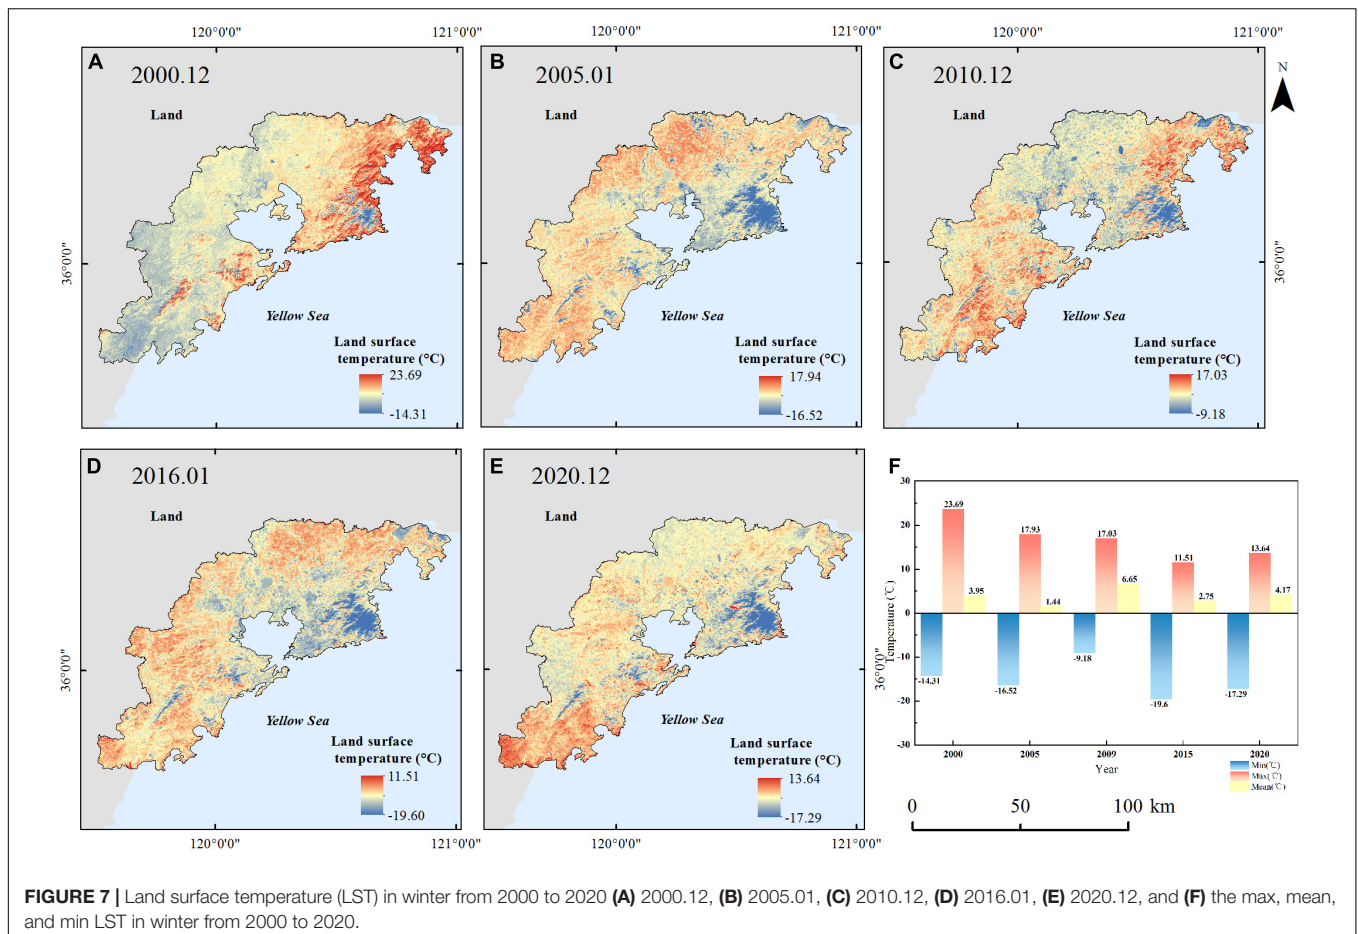 120°0'0"
121°0'0"
120°0'0"
121°0'0"
120°0'0"
121°0'0"
A
2000.12
Land
36°0'0"
Yellow Sea
Land surface
temperature (°C)
23.69
-14.31
B
2005.01
Land
Yellow Sea
Land surface
temperature (°C)
17.94
-16.52
C
2010.12
Land
N
36°0'0"
Yellow Sea
Land surface
temperature (°C)
17.03
-9.18
D
2016.01
Land
36°0'0"
Yellow Sea
Land surface
temperature (°C)
11.51
-19.60
120°0'0"
121°0'0"
E
2020.12
Land
36°0'0"
Yellow Sea
Land surface
temperature (°C)
13.64
-17.29
120°0'0"
121°0'0"
F
Temperature (℃)
30
20
10
0
-10
-20
-30
23.69
3.95
-14.31
17.93
1.44
-16.52
17.03
6.65
-9.18
11.51
2.75
-19.6
13.64
4.17
-17.29
2000
2005
2009
2015
2020
Year
Min(℃)
Max(℃)
Mean(℃)
0
50
100 km
FIGURE 7 | Land surface temperature (LST) in winter from 2000 to 2020 (A) 2000.12, (B) 2005.01, (C) 2010.12, (D) 2016.01, (E) 2020.12, and (F) the max, mean,
and min LST in winter from 2000 to 2020.